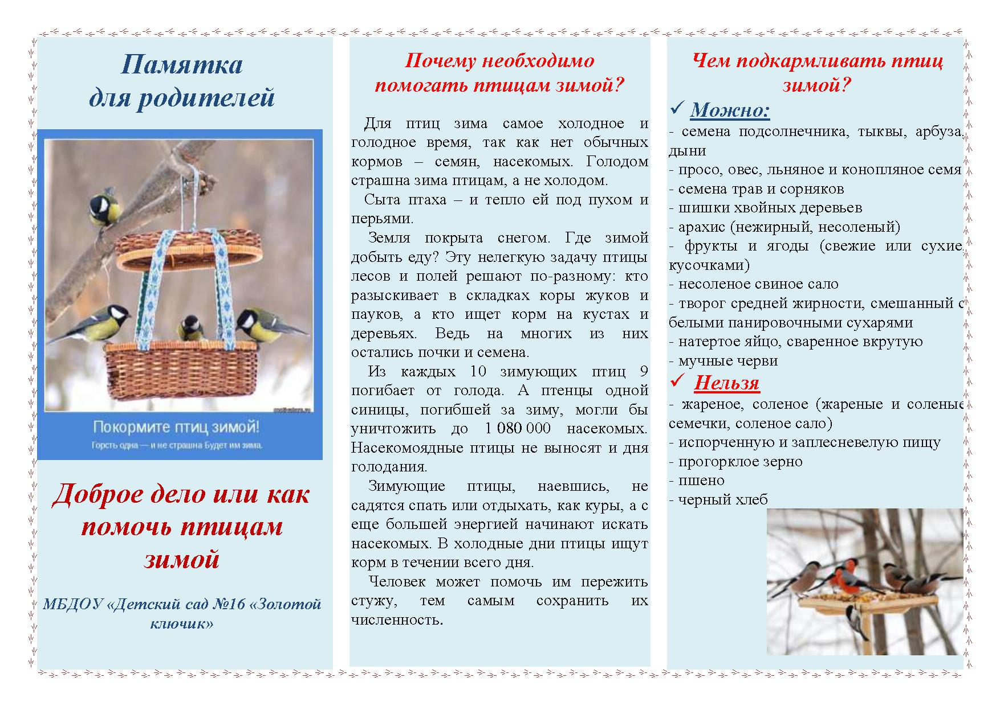 Памятка
для родителей
motivators.ru
Покормите птиц зимой!
Горсть одна — и не страшна Будет им зима.
Доброе дело или как
помочь птицам
зимой
МБДОУ «Детский сад №16 «Золотой
ключик»
Почему необходимо
помогать птицам зимой?
Для птиц зима самое холодное и
голодное время, так как нет обычных
кормов – семян, насекомых. Голодом
страшна зима птицам, а не холодом.
Сыта птаха – и тепло ей под пухом и
перьями.
Земля покрыта снегом. Где зимой
добыть еду? Эту нелегкую задачу птицы
лесов и полей решают по-разному: кто
разыскивает в складках коры жуков и
пауков, а кто ищет корм на кустах и
деревьях. Ведь на многих из них
остались почки и семена.
Из каждых 10 зимующих птиц 9
погибает от голода. А птенцы одной
синицы, погибшей за зиму, могли бы
уничтожить до 1 080 000 насекомых.
Насекомоядные птицы не выносят и дня
голодания.
Зимующие птицы, наевшись, не
садятся спать или отдыхать, как куры, а с
еще большей энергией начинают искать
насекомых. В холодные дни птицы ищут
корм в течении всего дня.
Человек может помочь им пережить
стужу, тем самым сохранить их
численность.
Чем подкармливать птиц
зимой?
✓ Можно:
- семена подсолнечника, тыквы, арбуза,
дыни
- просо, овес, льняное и конопляное семя
- семена трав и сорняков
- шишки хвойных деревьев
- арахис (нежирный, несоленый)
- фрукты и ягоды (свежие или сухие,
кусочками)
- несоленое свиное сало
- творог средней жирности, смешанный с
белыми панировочными сухарями
- натертое яйцо, сваренное вкрутую
- мучные черви
✓ Нельзя
- жареное, соленое (жареные и соленые
семечки, соленое сало)
- испорченную и заплесневелую пищу
- прогорклое зерно
- пшено
- черный хлеб